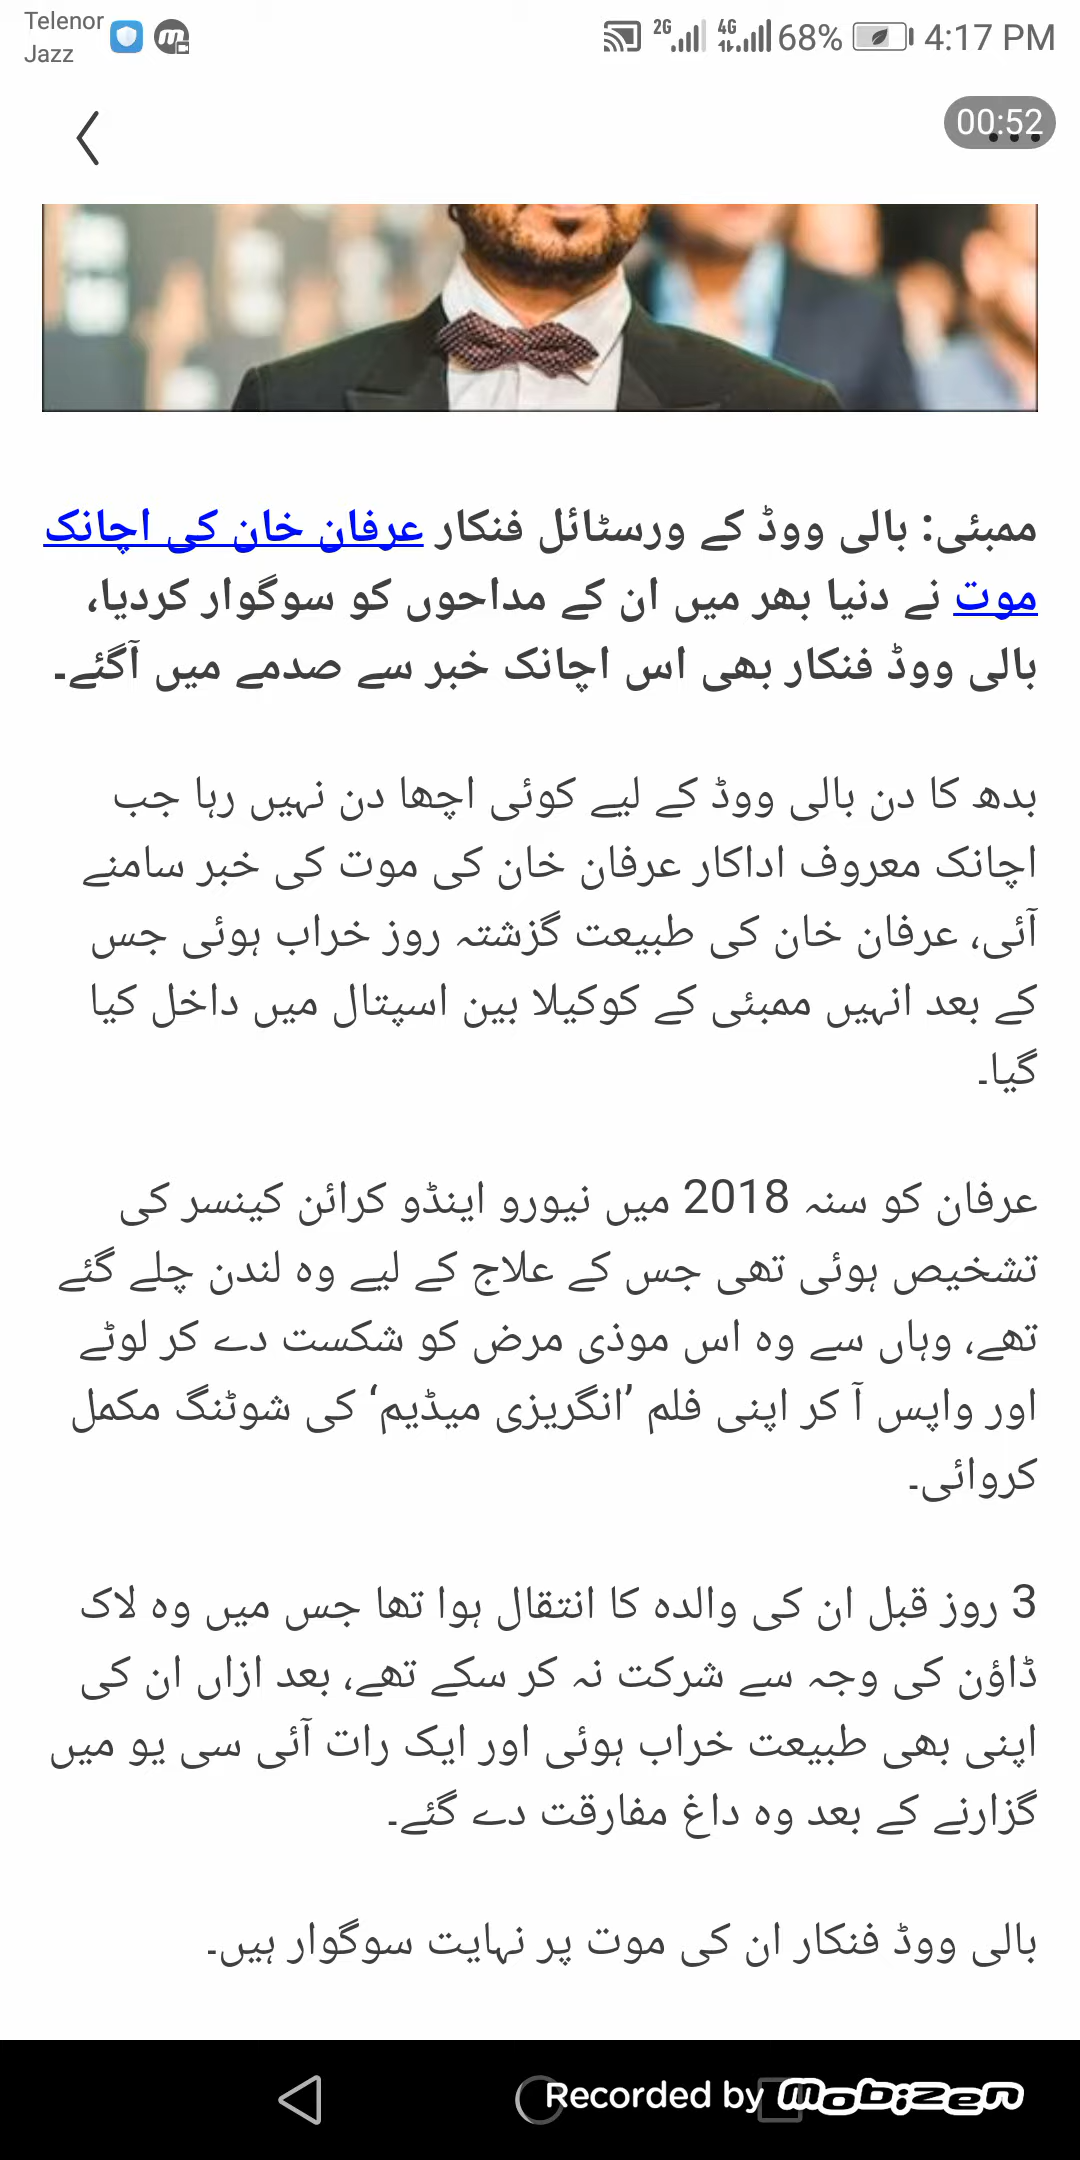 Telenor
Jazz
2G 4G 68% 4:17 PM
00:52
ممبئی: بالی ووڈ کے ورسٹائل فنکار عرفان خان کی اچانک
موت نے دنیا بھر میں ان کے مداحوں کو سوگوار کردیا،
بالی ووڈ فنکار بھی اس اچانک خبر سے صدمے میں آگئے۔
بدھ کا دن بالی ووڈ کے لیے کوئی اچھا دن نہیں رہا جب
اچانک معروف اداکار عرفان خان کی موت کی خبر سامنے
آئی، عرفان خان کی طبیعت گزشتہ روز خراب ہوئی جس
کے بعد انہیں ممبئی کے کوکیلا بین اسپتال میں داخل کیا
گیا۔
عرفان کو سنہ 2018 میں نیورو اینڈو کرائن کینسر کی
تشخیص ہوئی تھی جس کے علاج کے لیے وہ لندن چلے گئے
تھے، وہاں سے وہ اس موذی مرض کو شکست دے کر لوٹے
اور واپس آ کر اپنی فلم ’انگریزی میڈیم‘ کی شوٹنگ مکمل
کروائی۔
3 روز قبل ان کی والدہ کا انتقال ہوا تھا جس میں وہ لاک
ڈاؤن کی وجہ سے شرکت نہ کر سکے تھے، بعد ازاں ان کی
اپنی بھی طبیعت خراب ہوئی اور ایک رات آئی سی یو میں
گزارنے کے بعد وہ داغ مفارقت دے گئے۔
بالی ووڈ فنکار ان کی موت پر نہایت سوگوار ہیں۔
Recorded by Mobizen